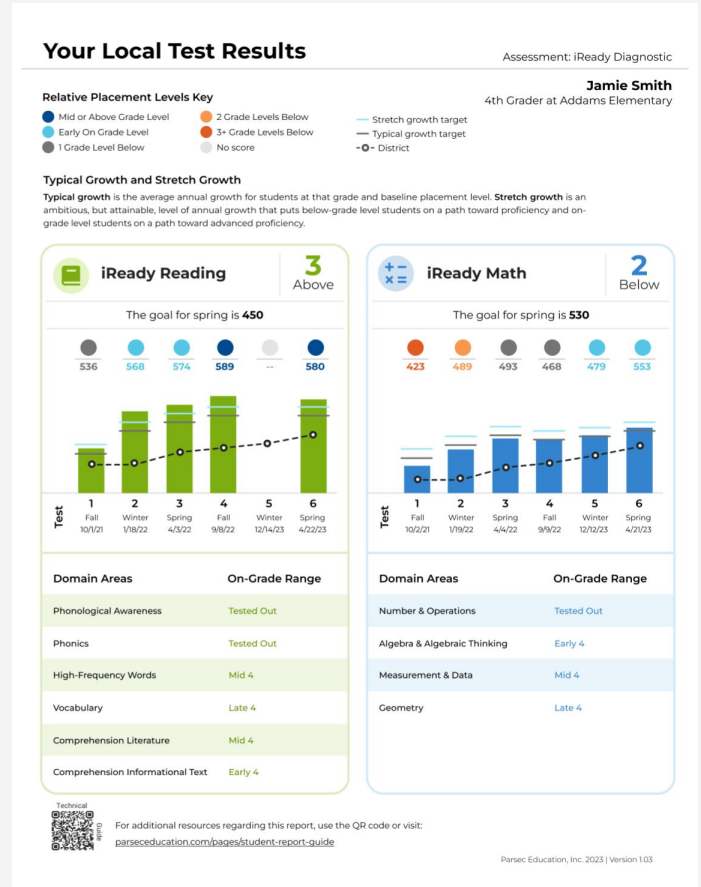 Your Local Test Results
Assessment: iReady Diagnostic
Jamie Smith
4th Grader at Addams Elementary
Relative Placement Levels Key
Mid or Above Grade Level
Early On Grade Level
1 Grade Level Below
2 Grade Levels Below
3+ Grade Levels Below
No score
Stretch growth target
Typical growth target
District
Typical Growth and Stretch Growth
Typical growth is the average annual growth for students at that grade and baseline placement level. Stretch growth is an
ambitious, but attainable, level of annual growth that puts below-grade level students on a path toward proficiency and on-
grade level students on a path toward advanced proficiency.
iReady Reading
3
Above
The goal for spring is 450
536 568 574 589 -- 580
Test
1 2 3 4 5 6
Fall Winter Spring Fall Winter Spring
10/1/21 1/18/22 4/3/22 9/8/22 12/14/23 4/22/23
Domain Areas On-Grade Range
Phonological Awareness Tested Out
Phonics Tested Out
High-Frequency Words Mid 4
Vocabulary Late 4
Comprehension Literature Mid 4
Comprehension Informational Text Early 4
iReady Math
2
Below
The goal for spring is 530
423 489 493 468 479 553
Test
1 2 3 4 5 6
Fall Winter Spring Fall Winter Spring
10/2/21 1/19/22 4/4/22 9/9/22 12/12/23 4/21/23
Domain Areas On-Grade Range
Number & Operations Tested Out
Algebra & Algebraic Thinking Early 4
Measurement & Data Mid 4
Geometry Late 4
Technical
Guide
For additional resources regarding this report, use the QR code or visit:
parseceducation.com/pages/student-report-guide
Parsec Education, Inc. 2023 | Version 1.03